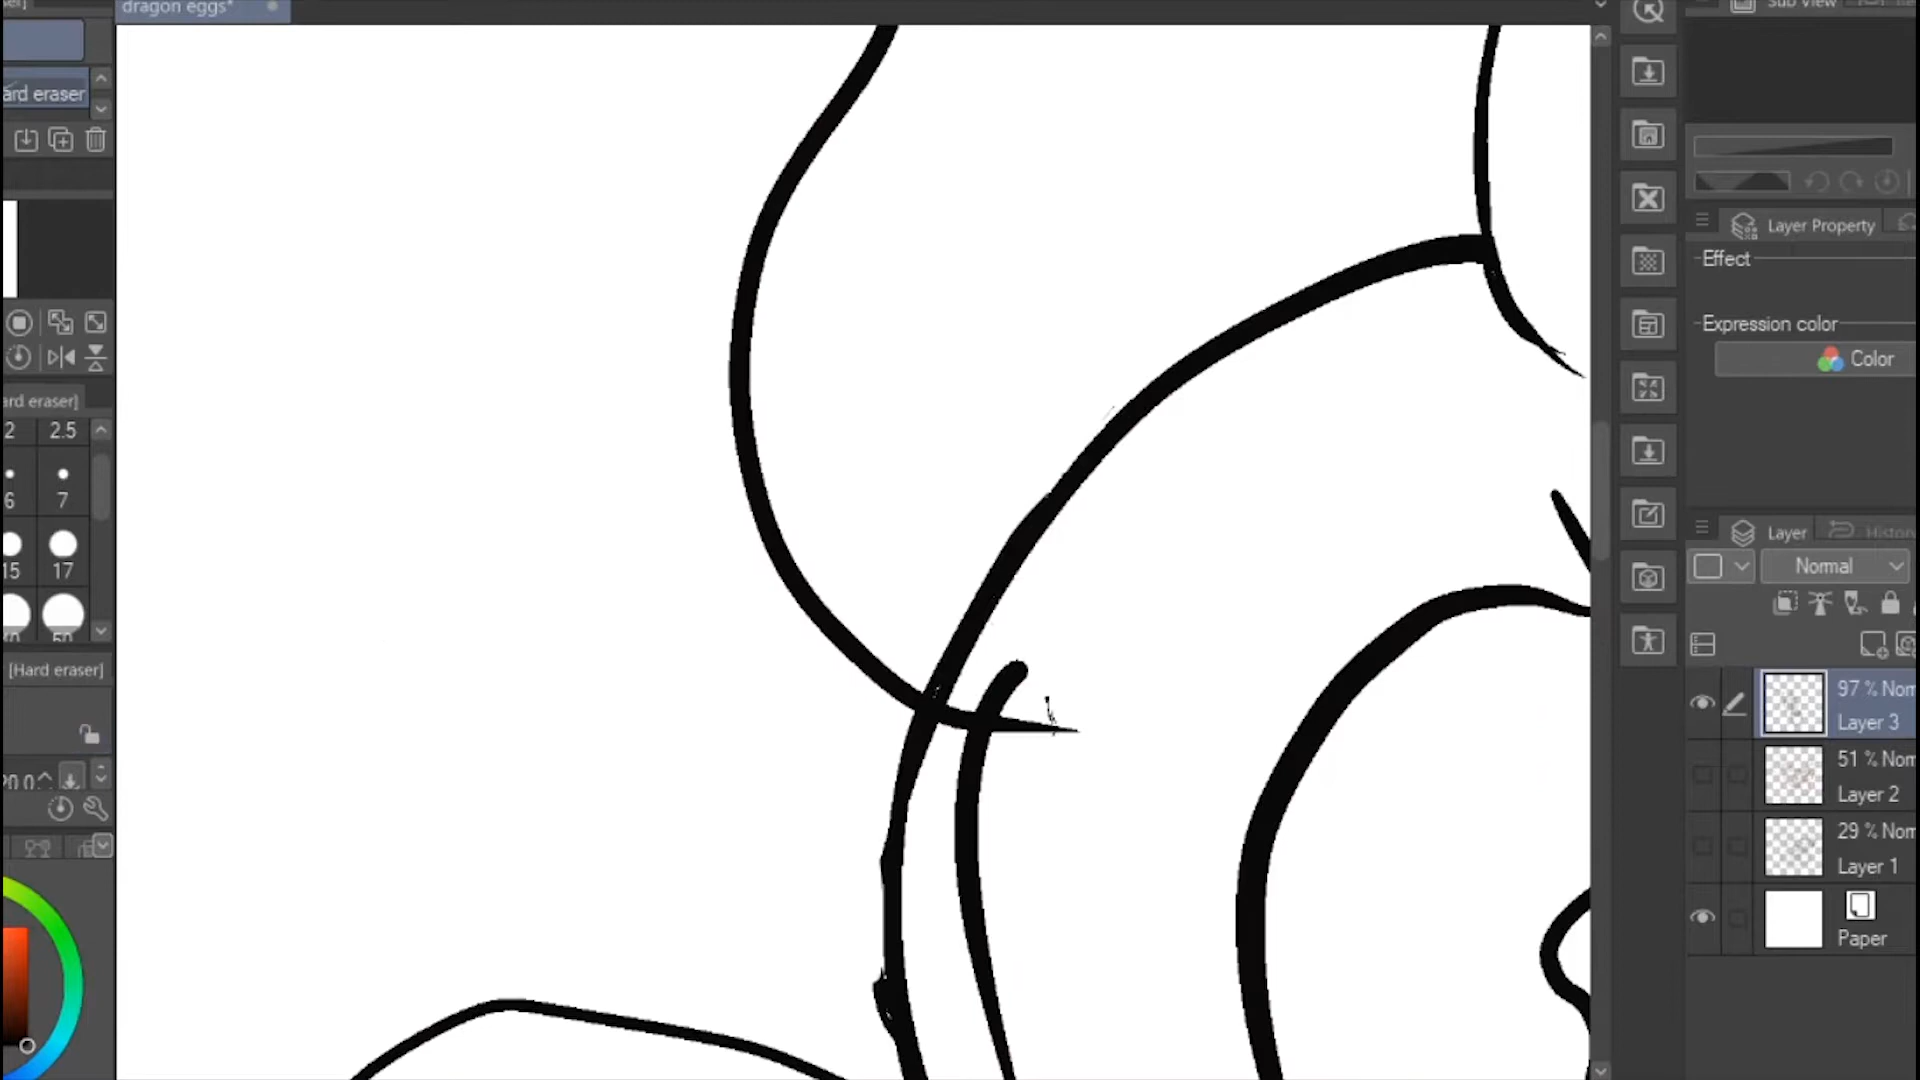 dragon eggs*
Sub View
ard eraser
Layer Property
Effect
Expression color
Color
ard eraser]
2
2.5
6
7
15
17
50
Layer
Normal
[Hard eraser]
97 % Nor
Layer 3
51 % Nor
Layer 2
29 % Nor
Layer 1
Paper